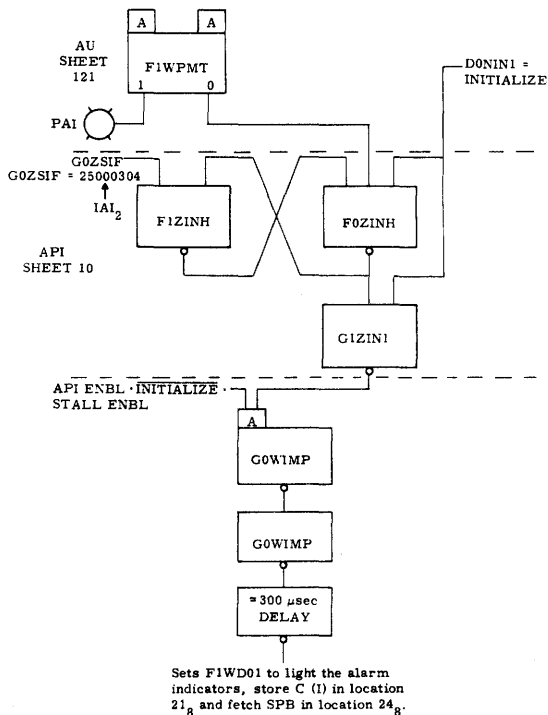 A A
AU
SHEET
121
F1WPMT
1 0
D0NIN1 =
INITIALIZE
PAI
G0ZSIF
G0ZSIF = 25000304
IAI2
F1ZINH
F0ZINH
API
SHEET 10
G1ZIN1
API ENBL · INITIALIZE ·
STALL ENBL
A
G0WIMP
G0WIMP
≈300 μsec
DELAY
Sets F1WD01 to light the alarm
indicators, store C (I) in location
21₈ and fetch SPB in location 24₈.